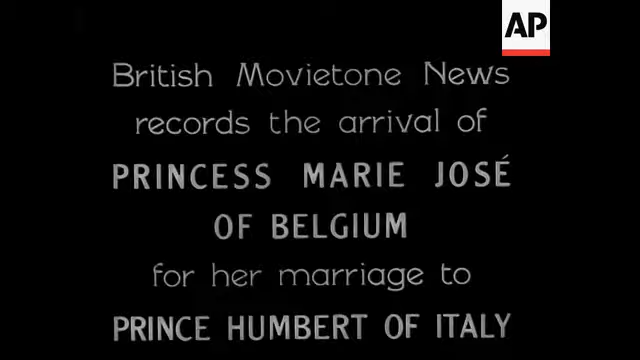 AP
British Movietone News
records the arrival of
PRINCESS MARIE JOSÉ
OF BELGIUM
for her marriage to
PRINCE HUMBERT OF ITALY